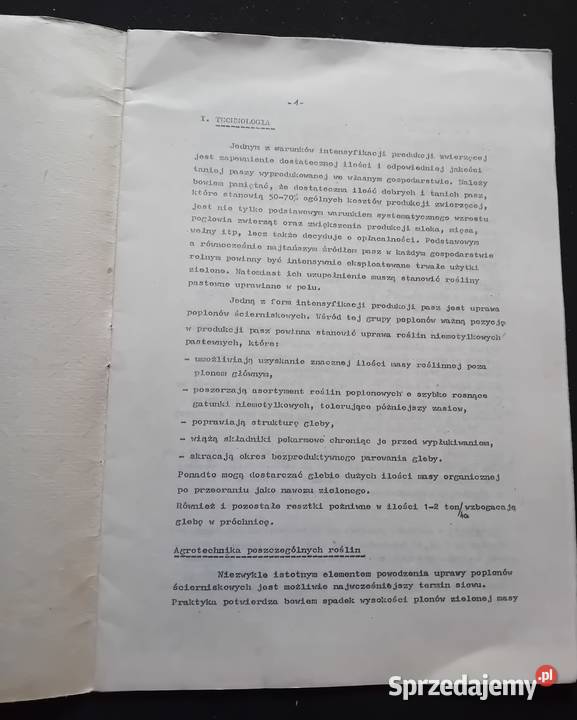 -1-
I. TECHNOLOGIA
Jednym z warunków intensyfikacji produkcji zwierzęcej
jest zapewnienie dostatecznej ilości i odpowiedniej jakości
taniej paszy wyprodukowanej we własnym gospodarstwie. Należy
bowiem pamiętać, że dostateczna ilość dobrych i tanich pasz,
które stanowią 50-70% ogólnych kosztów produkcji zwierzęcej,
jest nie tylko podstawowym warunkiem systematycznego wzrostu
pogłowia zwierząt oraz zwiększenia produkcji mleka, mięsa,
wełny itp, lecz także decyduje o opłacalności. Podstawowym
a równocześnie najtańszym źródłem pasz w każdym gospodarstwie
rolnym powinny być intensywnie eksploatowane trwałe użytki
zielone. Natomiast ich uzupełnienie muszą stanowić rośliny
pastewne uprawiane w polu.
Jedną z form intensyfikacji produkcji pasz jest uprawa
poplonów ścierniskowych. Wśród tej grupy poplonów ważną pozycję
w produkcji pasz powinna stanowić uprawa roślin niemotylkowych
pastewnych, które:
- umożliwiają uzyskanie znacznej ilości masy roślinnej poza
plonem głównym,
- poszerzają asortyment roślin poplonowych o szybko rosnące
gatunki niemotylkowych, tolerujące późniejszy zasiew,
- poprawiają strukturę gleby,
- wiążą składniki pokarmowe chroniąc je przed wypłukiwaniem,
- skracają okres bezproduktywnego parowania gleby.
Ponadto mogą dostarczać glebie dużych ilości masy organicznej
po przeoraniu jako nawozu zielonego.
Również i pozostałe resztki pożniwne w ilości 1-2 ton/ha wzbogacają
glebę w próchnicę.
Agrotechnika poszczególnych roślin
Niezwykle istotnym elementem powodzenia uprawy poplonów
ścierniskowych jest możliwie najwcześniejszy termin siewu.
Praktyka potwierdza bowiem spadek wysokości plonów zielonej masy
Sprzedajemy.pl